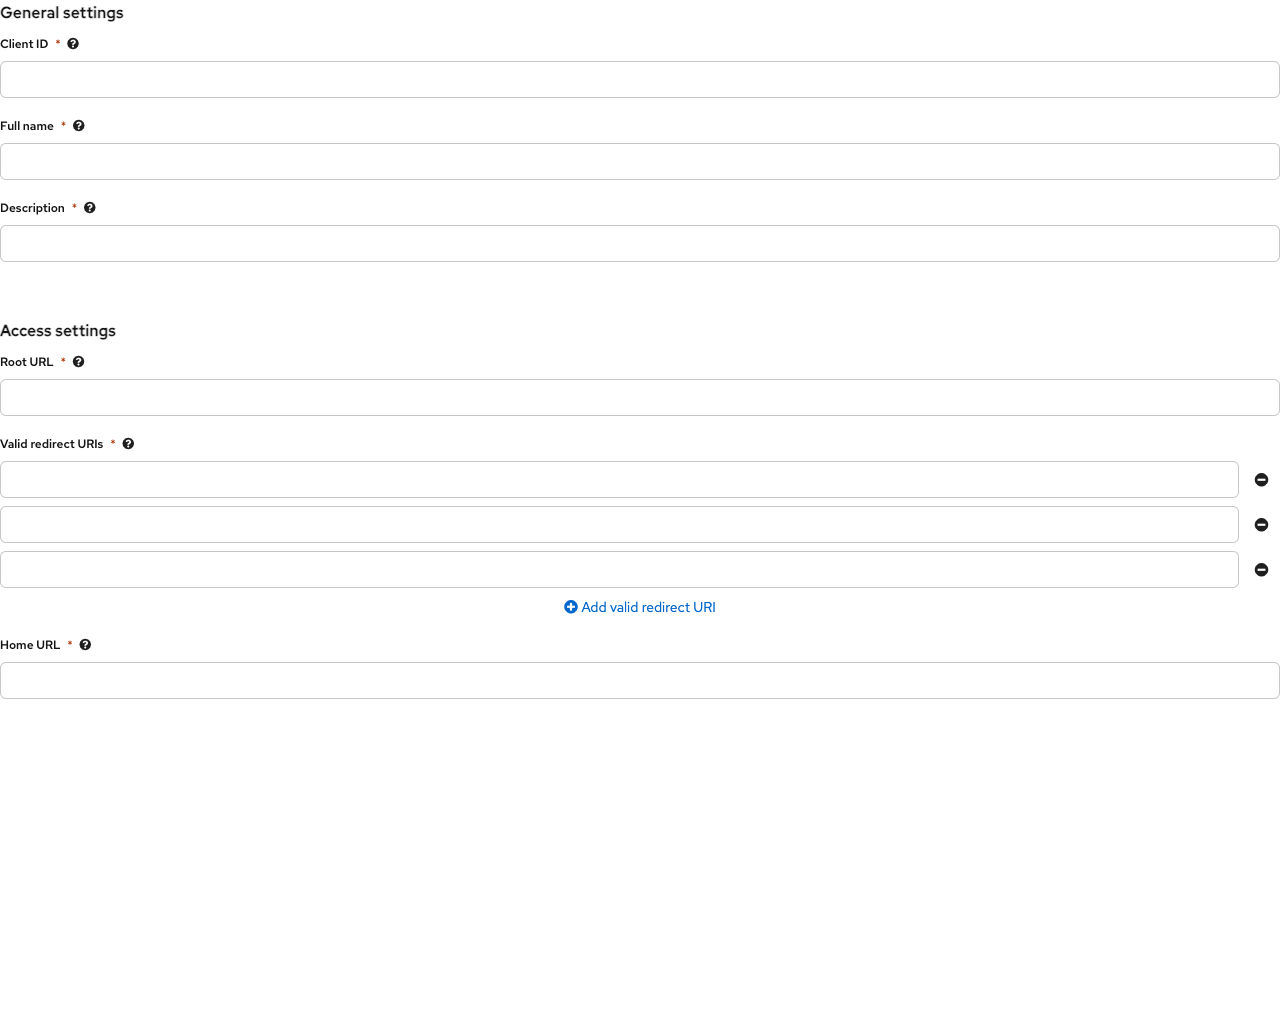 General settings
Client ID *
Full name *
Description *
Access settings
Root URL *
Valid redirect URIs *
Add valid redirect URI
Home URL *